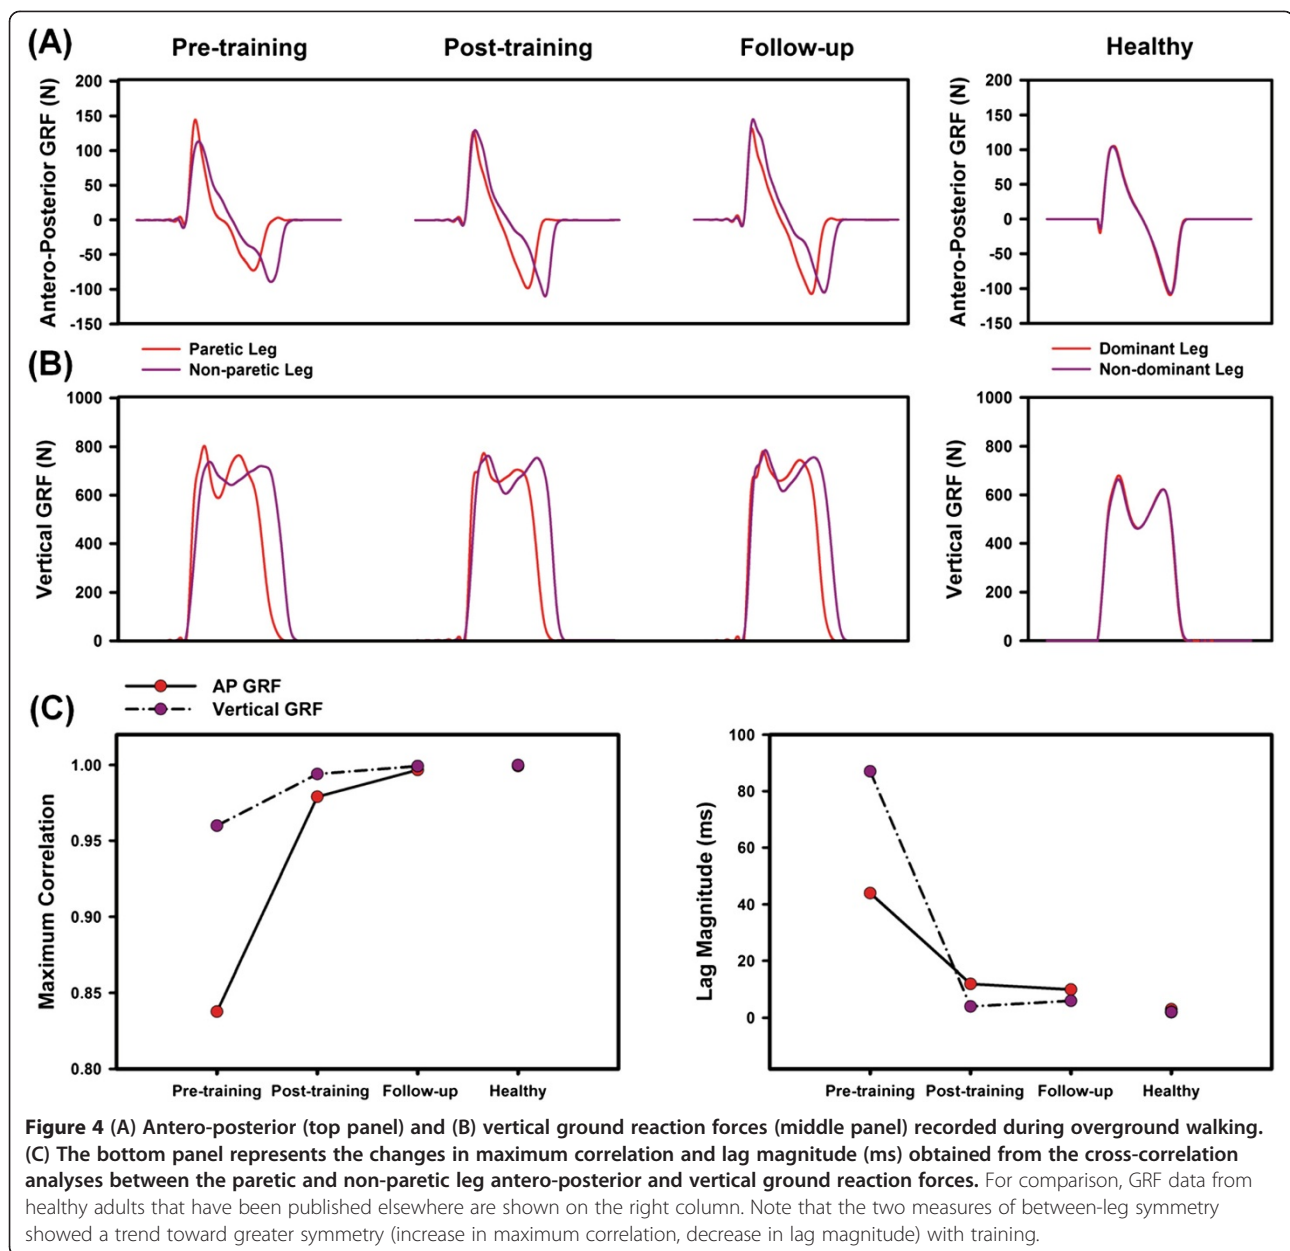 (A)
Pre-training Post-training Follow-up Healthy
Antero-Posterior GRF (N)
200
150
100
50
0
-50
-100
-150
Antero-Posterior GRF (N)
200
150
100
50
0
-50
-100
-150
Paretic Leg
Non-paretic Leg
Dominant Leg
Non-dominant Leg
(B)
Vertical GRF (N)
1000
800
600
400
200
0
Vertical GRF (N)
1000
800
600
400
200
0
AP GRF
Vertical GRF
(C)
Maximum Correlation
1.00
0.95
0.90
0.85
0.80
Pre-training Post-training Follow-up Healthy
Lag Magnitude (ms)
100
80
60
40
20
0
Pre-training Post-training Follow-up Healthy
Figure 4 (A) Antero-posterior (top panel) and (B) vertical ground reaction forces (middle panel) recorded during overground walking.
(C) The bottom panel represents the changes in maximum correlation and lag magnitude (ms) obtained from the cross-correlation
analyses between the paretic and non-paretic leg antero-posterior and vertical ground reaction forces. For comparison, GRF data from
healthy adults that have been published elsewhere are shown on the right column. Note that the two measures of between-leg symmetry
showed a trend toward greater symmetry (increase in maximum correlation, decrease in lag magnitude) with training.